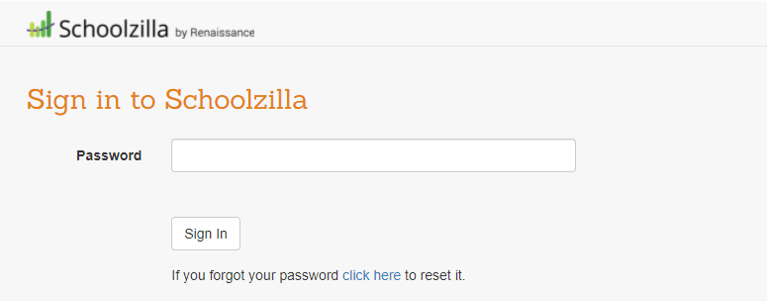 Schoolzilla by Renaissance
Sign in to Schoolzilla
Password
Sign In
If you forgot your password click here to reset it.